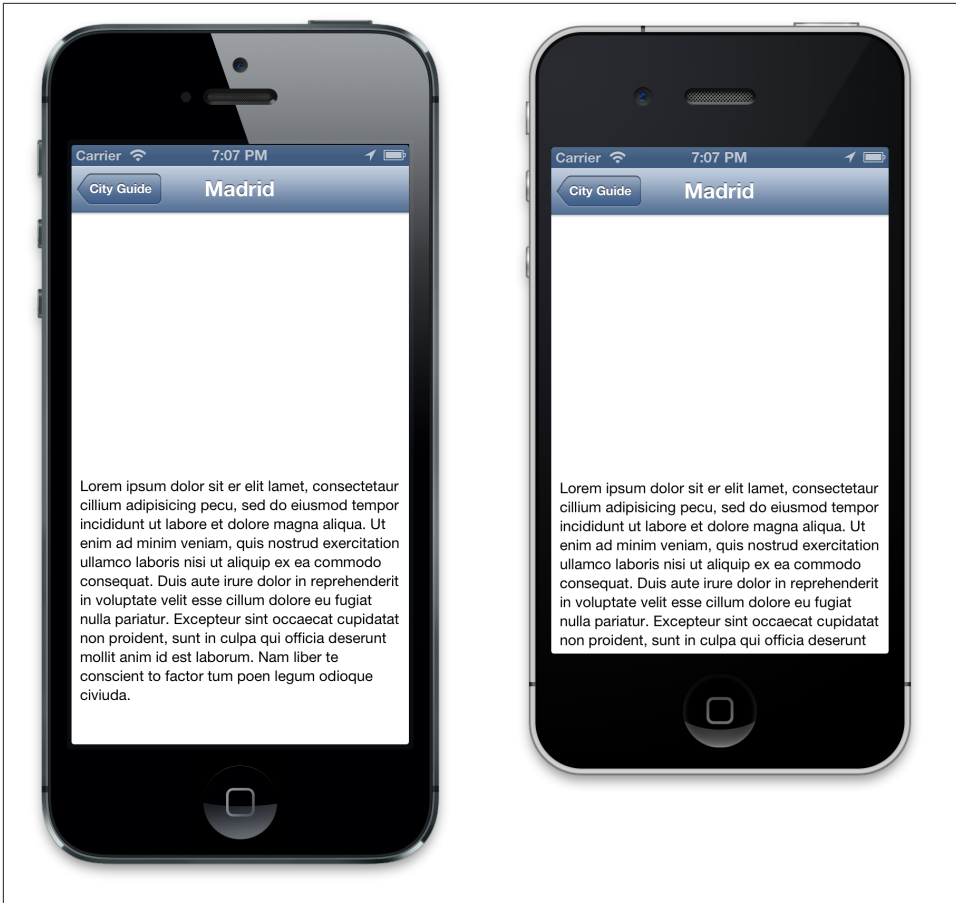 Carrier 7:07 PM
City Guide Madrid
Lorem ipsum dolor sit er elit lamet, consectetaur
cillium adipisicing pecu, sed do eiusmod tempor
incididunt ut labore et dolore magna aliqua. Ut
enim ad minim veniam, quis nostrud exercitation
ullamco laboris nisi ut aliquip ex ea commodo
consequat. Duis aute irure dolor in reprehenderit
in voluptate velit esse cillum dolore eu fugiat
nulla pariatur. Excepteur sint occaecat cupidatat
non proident, sunt in culpa qui officia deserunt
mollit anim id est laborum. Nam liber te
conscient to factor tum poen legum odioque
civiuda.
Carrier 7:07 PM
City Guide Madrid
Lorem ipsum dolor sit er elit lamet, consectetaur
cillium adipisicing pecu, sed do eiusmod tempor
incididunt ut labore et dolore magna aliqua. Ut
enim ad minim veniam, quis nostrud exercitation
ullamco laboris nisi ut aliquip ex ea commodo
consequat. Duis aute irure dolor in reprehenderit
in voluptate velit esse cillum dolore eu fugiat
nulla pariatur. Excepteur sint occaecat cupidatat
non proident, sunt in culpa qui officia deserunt